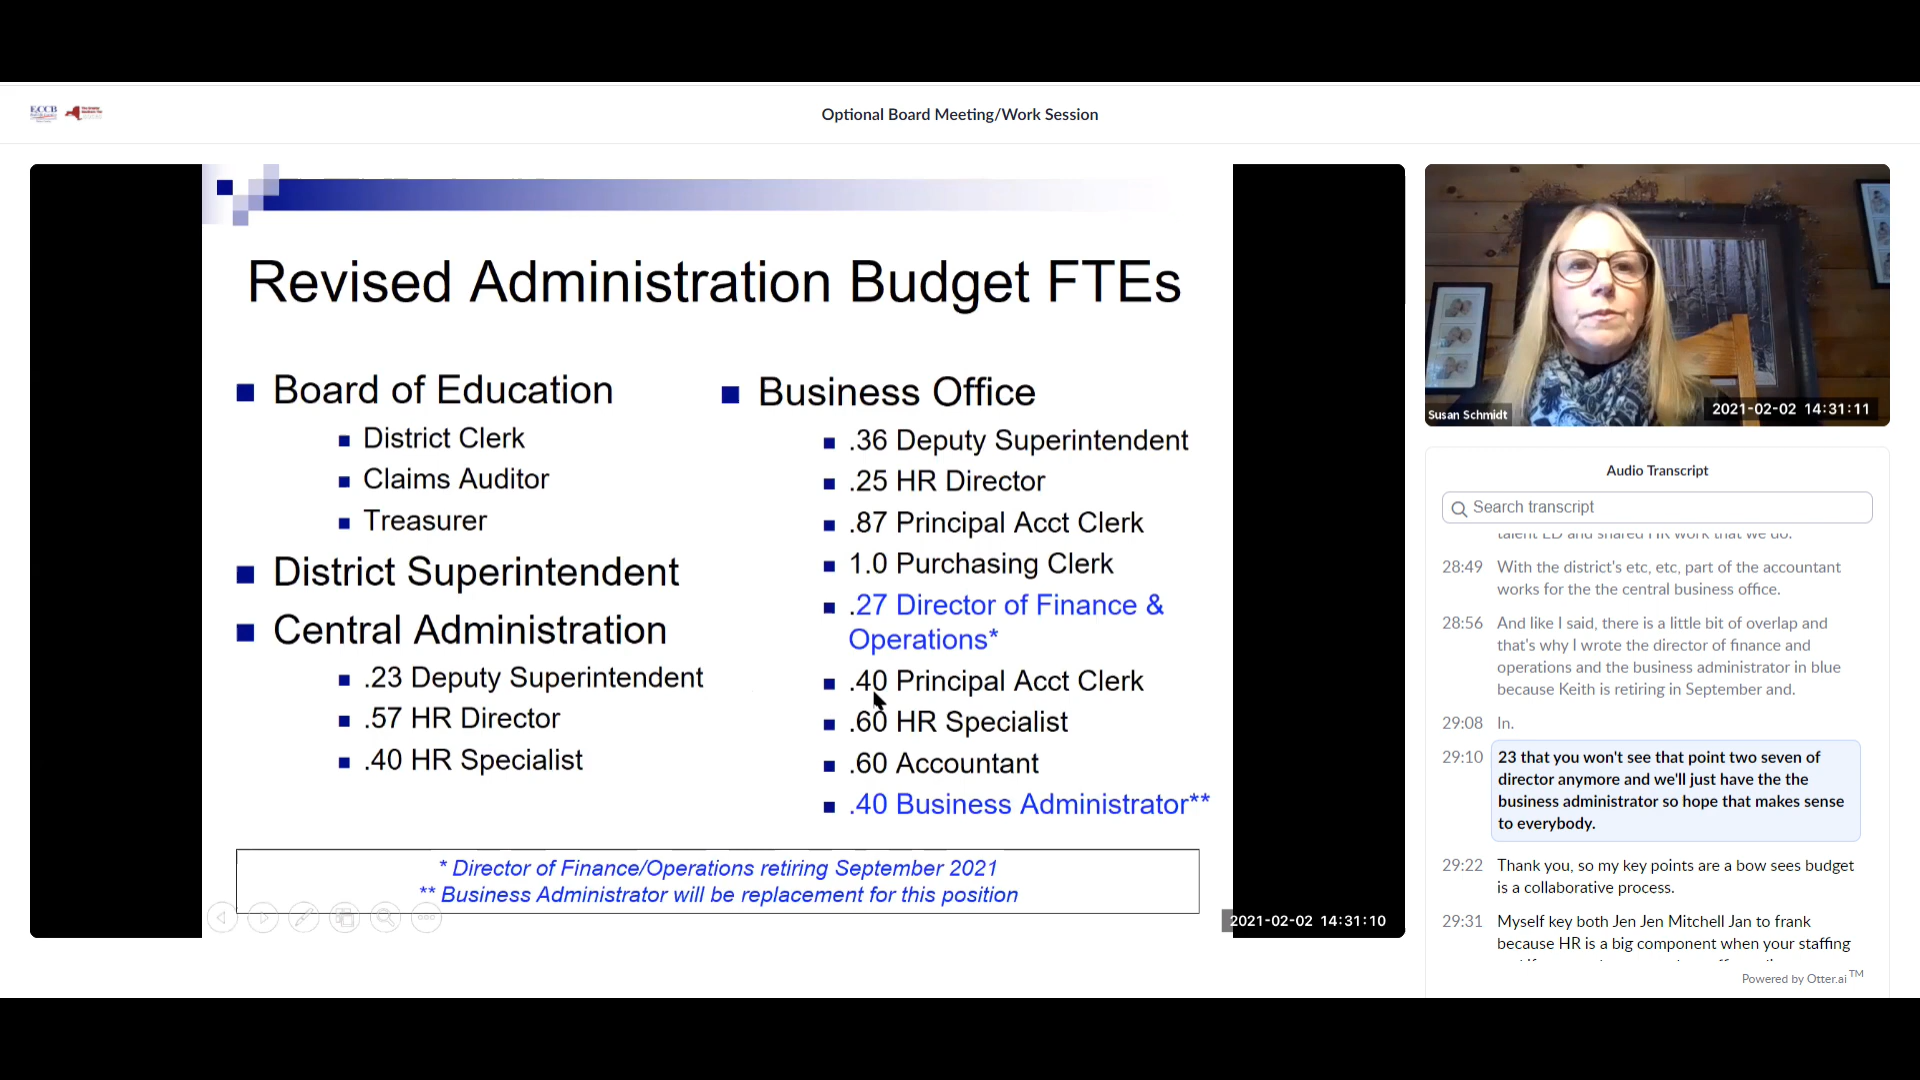 Optional Board Meeting/Work Session
Revised Administration Budget FTEs
Board of Education
District Clerk
Claims Auditor
Treasurer
District Superintendent
Central Administration
.23 Deputy Superintendent
.57 HR Director
.40 HR Specialist
Business Office
.36 Deputy Superintendent
.25 HR Director
.87 Principal Acct Clerk
1.0 Purchasing Clerk
.27 Director of Finance &
Operations*
.40 Principal Acct Clerk
.60 HR Specialist
.60 Accountant
.40 Business Administrator**
* Director of Finance/Operations retiring September 2021
** Business Administrator will be replacement for this position
2021-02-02 14:31:10
Susan Schmidt
2021-02-02 14:31:11
Audio Transcript
Search transcript
talent ED and shared HR work that we do.
28:49 With the district's etc, etc, part of the accountant
works for the the central business office.
28:56 And like I said, there is a little bit of overlap and
that's why I wrote the director of finance and
operations and the business administrator in blue
because Keith is retiring in September and.
29:08 In.
29:10 23 that you won't see that point two seven of
director anymore and we'll just have the the
business administrator so hope that makes sense
to everybody.
29:22 Thank you, so my key points are a bow sees budget
is a collaborative process.
29:31 Myself key both Jen Jen Mitchell Jan to frank
because HR is a big component when your staffing
Powered by Otter.ai TM